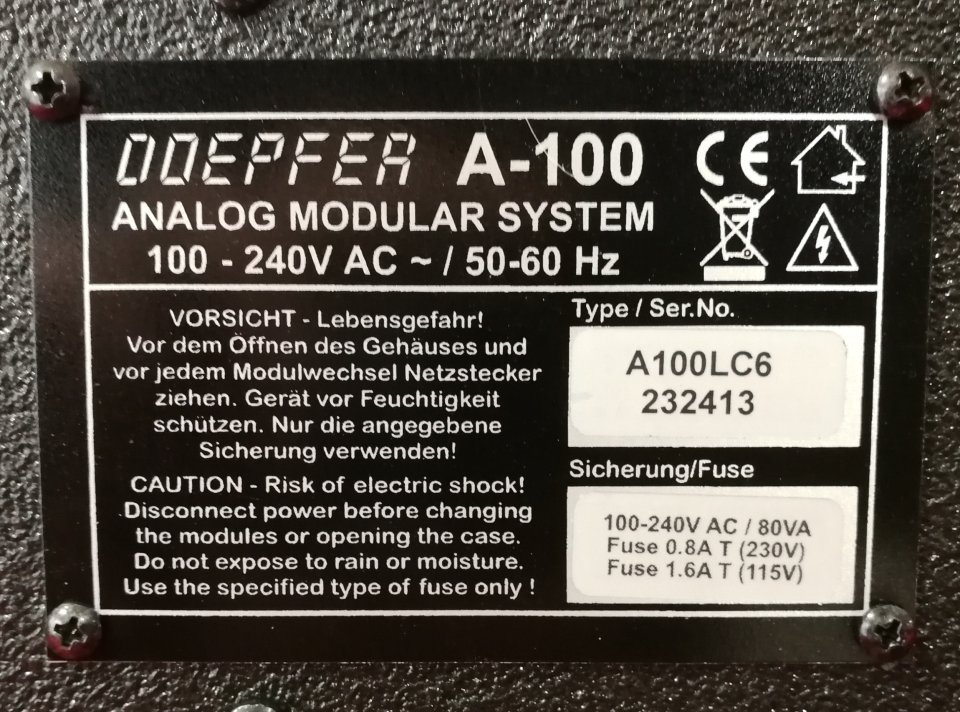 DOEPFER A-100
ANALOG MODULAR SYSTEM
100 - 240V AC ~ / 50-60 Hz
CE
VORSICHT - Lebensgefahr!
Vor dem Öffnen des Gehäuses und
vor jedem Modulwechsel Netzstecker
ziehen. Gerät vor Feuchtigkeit
schützen. Nur die angegebene
Sicherung verwenden!
CAUTION - Risk of electric shock!
Disconnect power before changing
the modules or opening the case.
Do not expose to rain or moisture.
Use the specified type of fuse only !
Type / Ser.No.
A100LC6
232413
Sicherung/Fuse
100-240V AC / 80VA
Fuse 0.8A T (230V)
Fuse 1.6A T (115V)